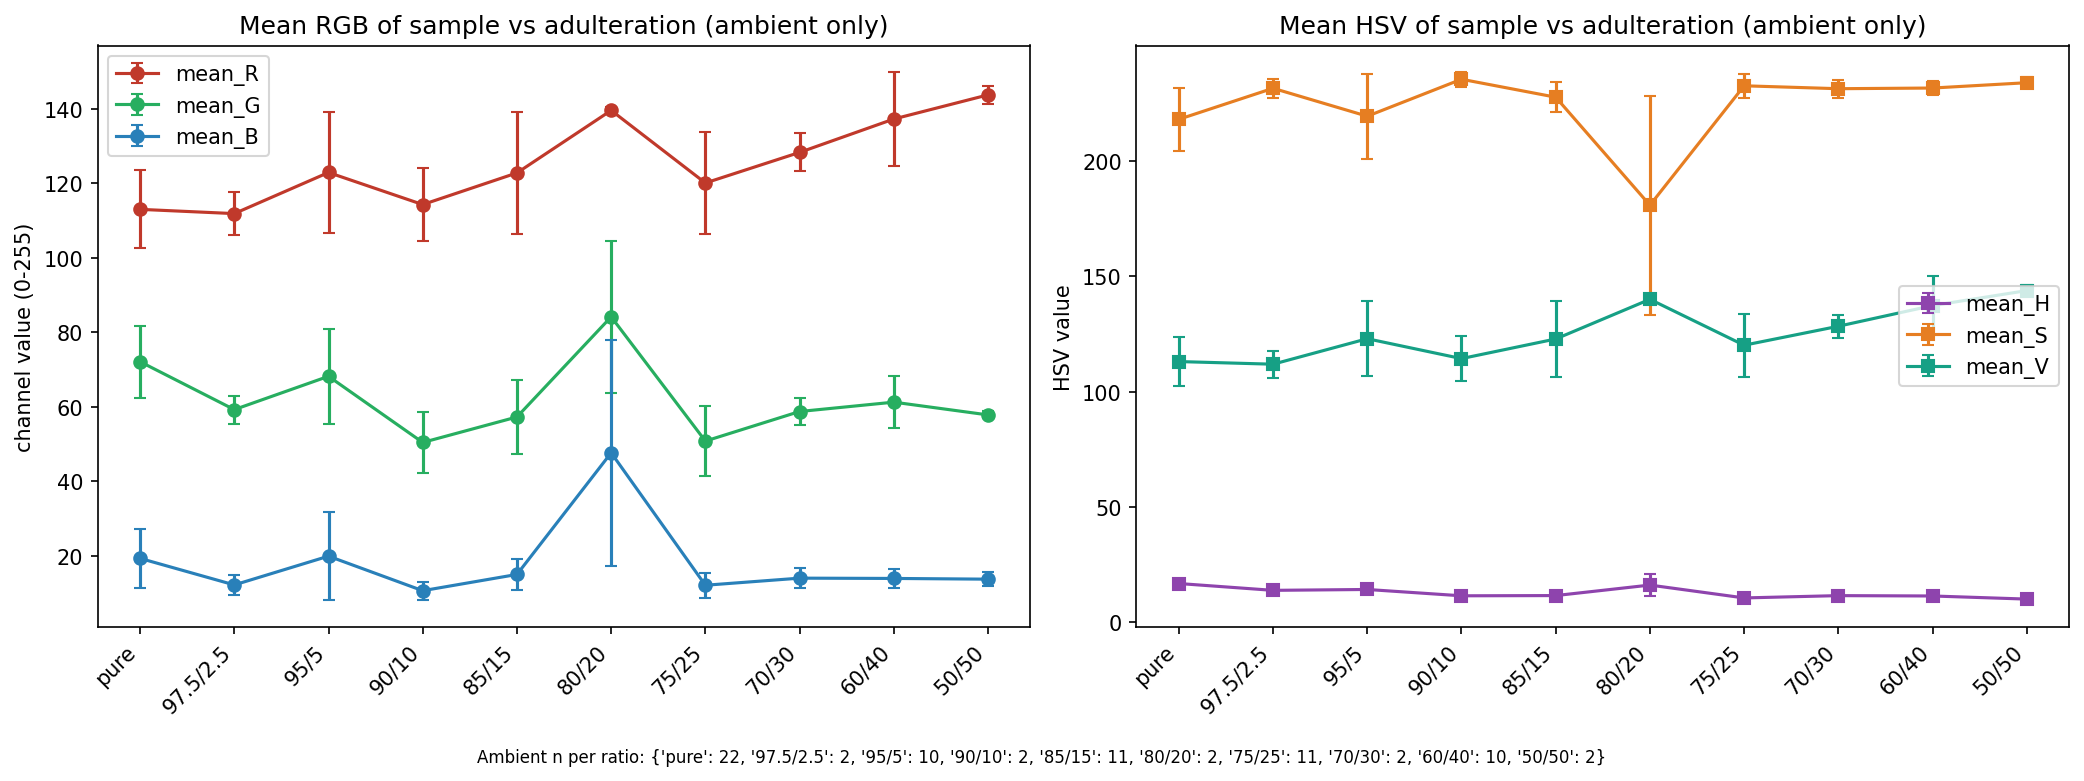 Mean RGB of sample vs adulteration (ambient only)
mean_R
mean_G
mean_B
channel value (0-255)
140
120
100
80
60
40
20
pure
97.5/2.5
95/5
90/10
85/15
80/20
75/25
70/30
60/40
50/50
Mean HSV of sample vs adulteration (ambient only)
mean_H
mean_S
mean_V
HSV value
200
150
100
50
0
pure
97.5/2.5
95/5
90/10
85/15
80/20
75/25
70/30
60/40
50/50
Ambient n per ratio: {'pure': 22, '97.5/2.5': 2, '95/5': 10, '90/10': 2, '85/15': 11, '80/20': 2, '75/25': 11, '70/30': 2, '60/40': 10, '50/50': 2}